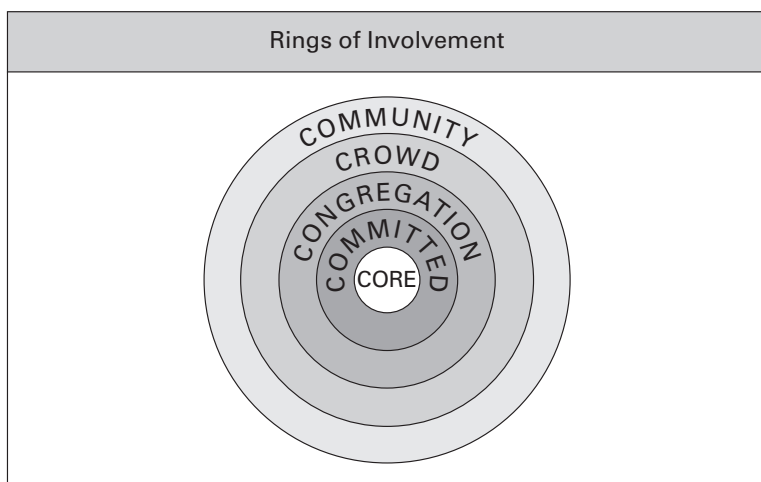 Rings of Involvement
COMMUNITY
CROWD
CONGREGATION
COMMITTED
CORE